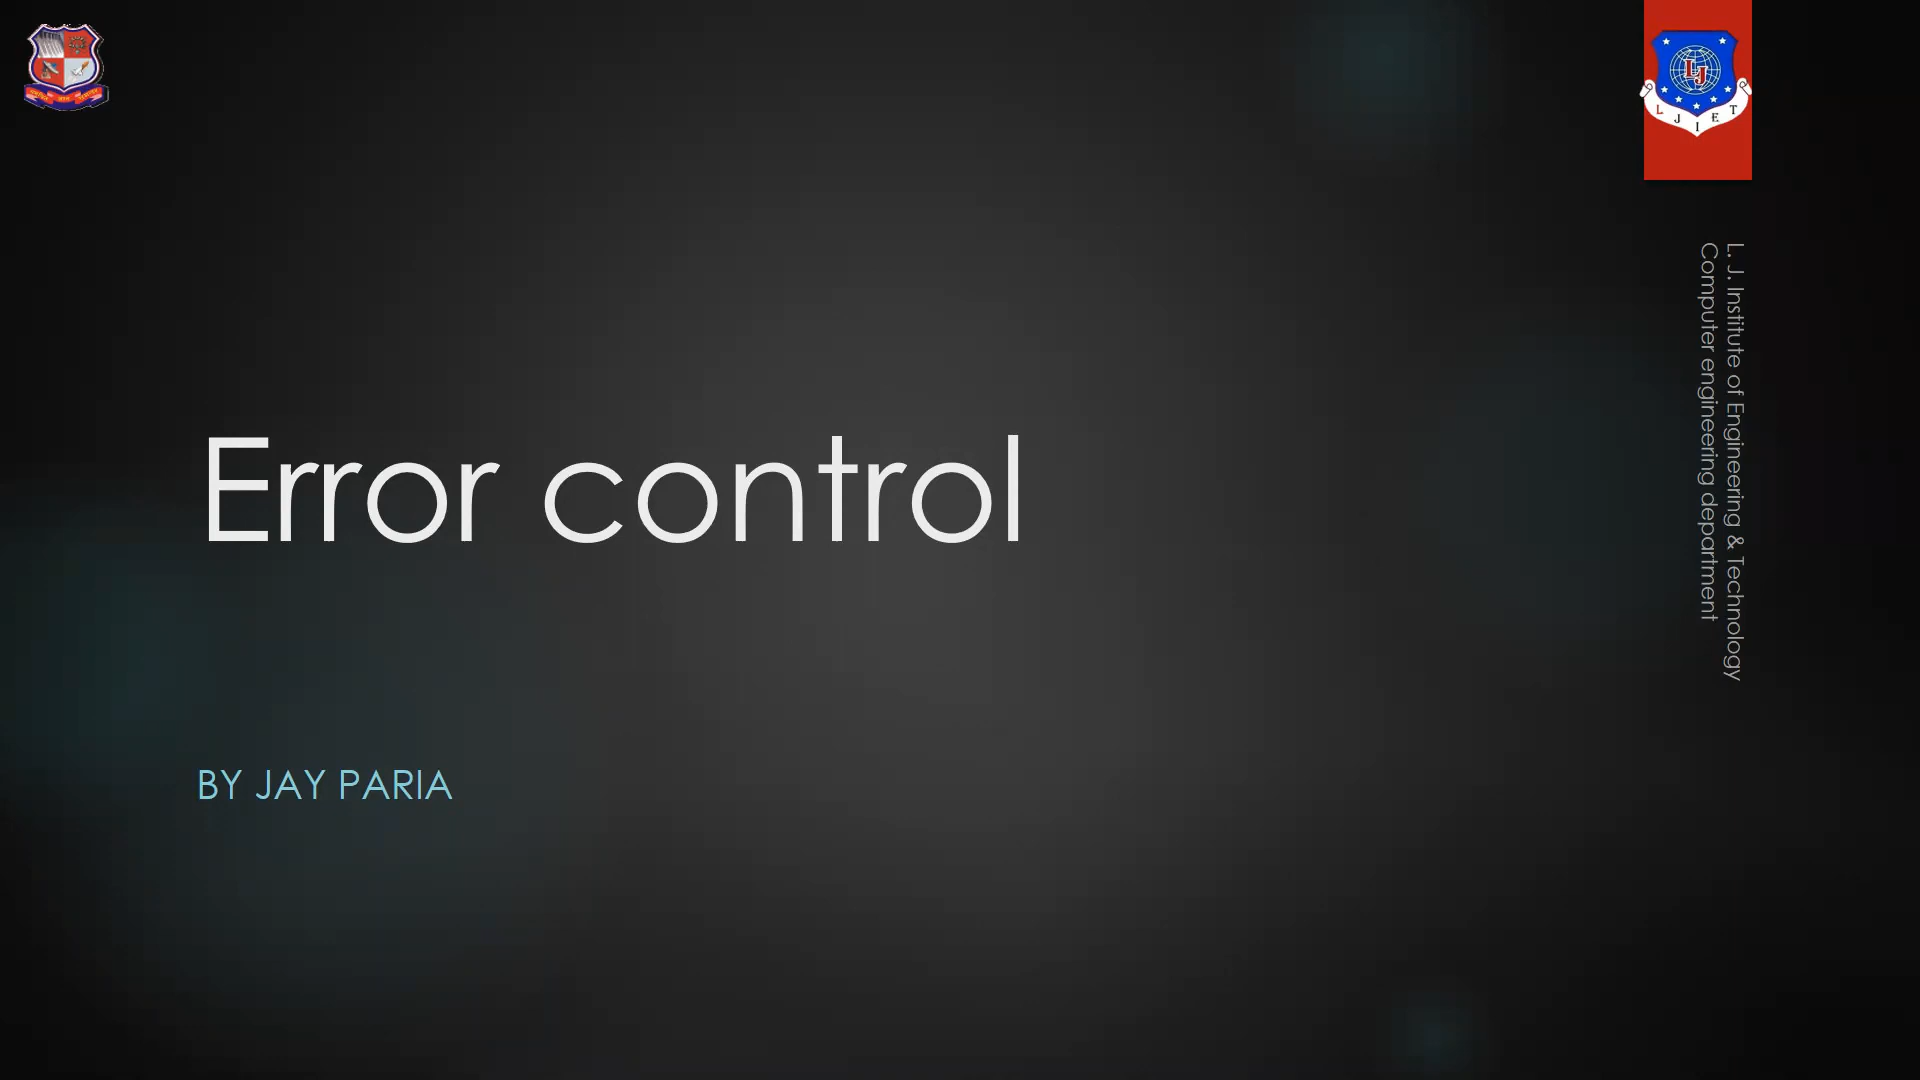 L J I E T
L. J. Institute of Engineering & Technology
Computer engineering department
Error control
BY JAY PARIA